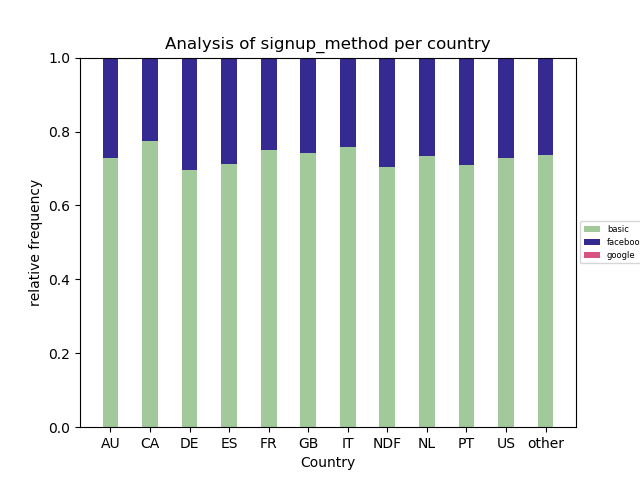 Analysis of signup_method per country
1.0
0.8
0.6
0.4
0.2
0.0
relative frequency
AU CA DE ES FR GB IT NDF NL PT US other
Country
basic
faceboo
google